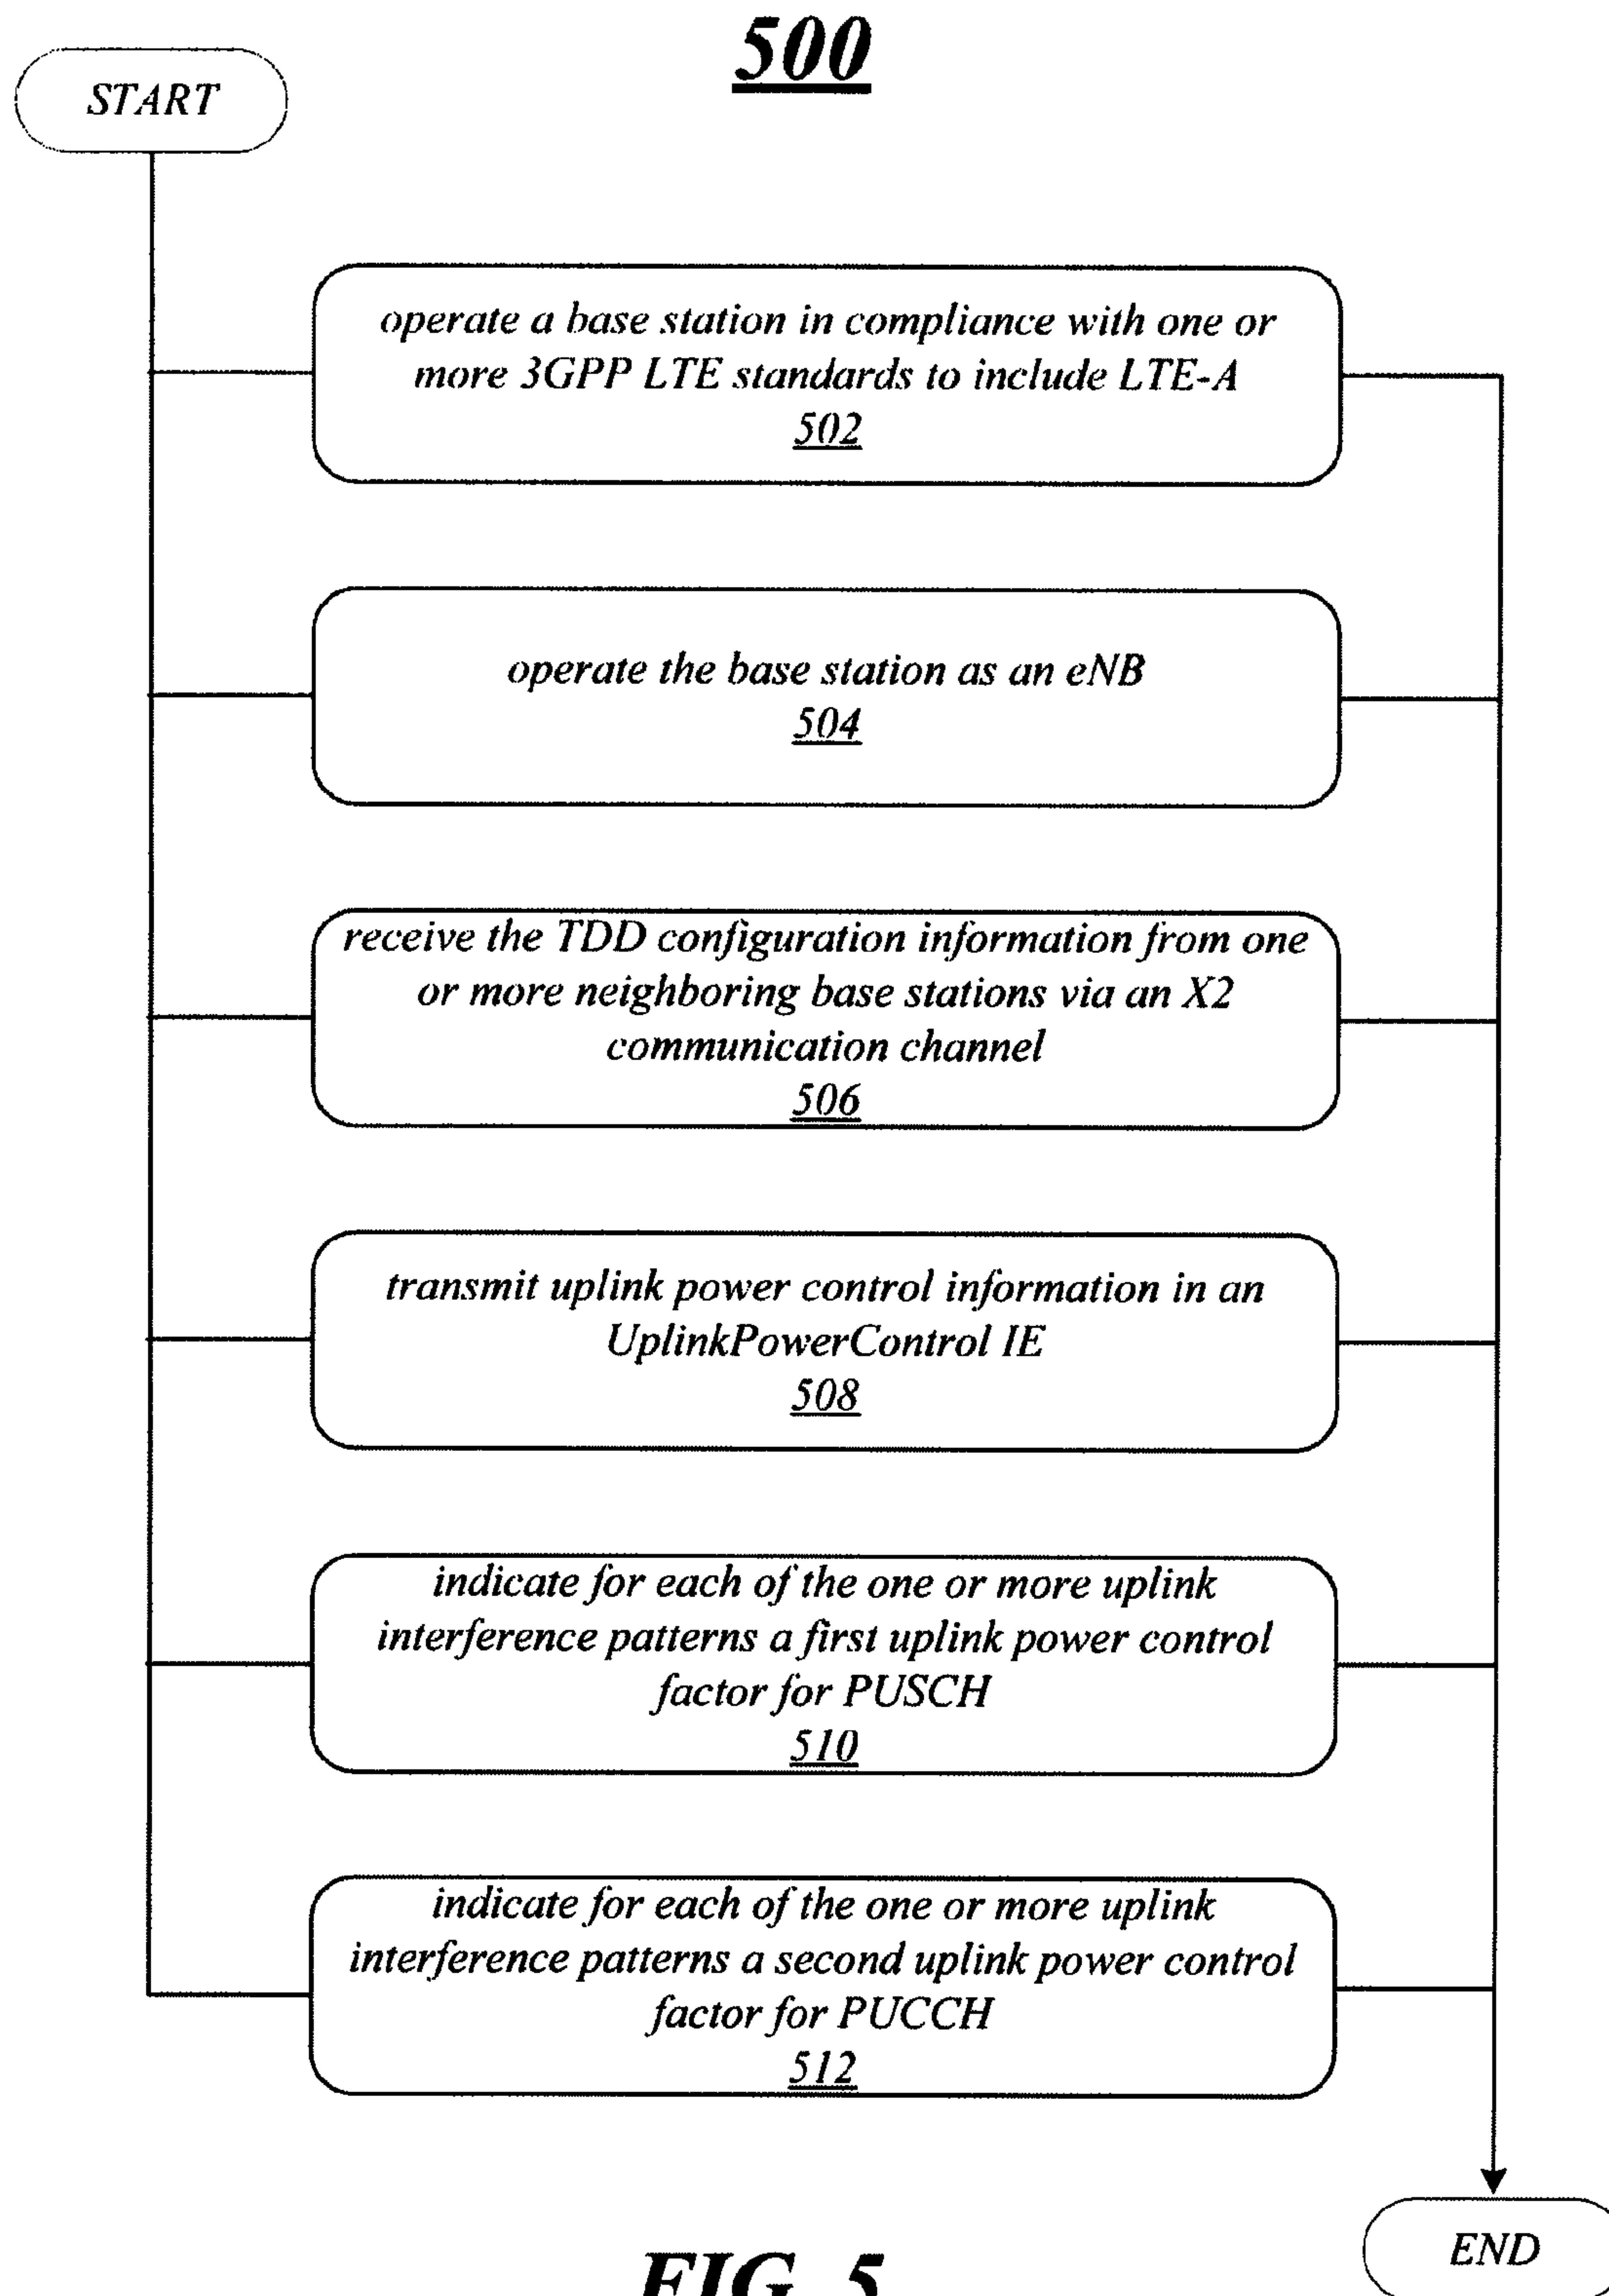 500
START
operate a base station in compliance with one or
more 3GPP LTE standards to include LTE-A
502
operate the base station as an eNB
504
receive the TDD configuration information from one
or more neighboring base stations via an X2
communication channel
506
transmit uplink power control information in an
UplinkPowerControl IE
508
indicate for each of the one or more uplink
interference patterns a first uplink power control
factor for PUSCH
510
indicate for each of the one or more uplink
interference patterns a second uplink power control
factor for PUCCH
512
END
FIG. 5